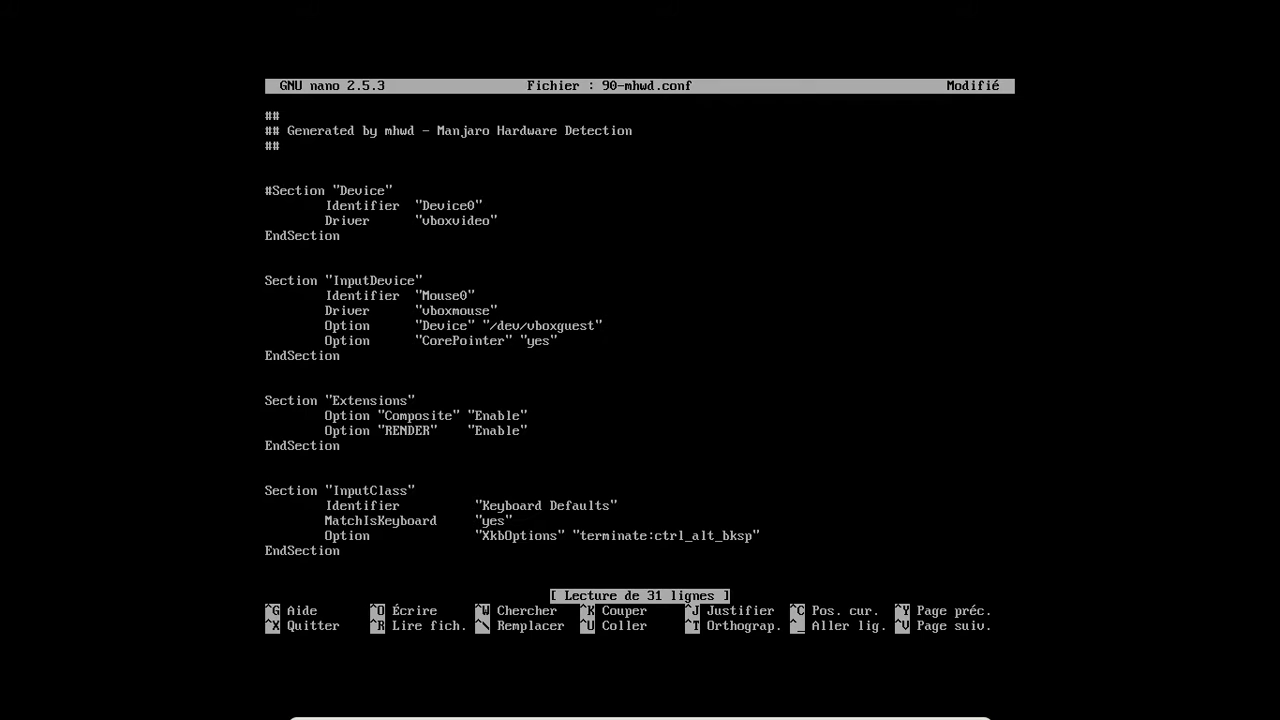 GNU nano 2.5.3 Fichier : 90-mhwd.conf Modifié
##
## Generated by mhwd - Manjaro Hardware Detection
##
#Section "Device"
Identifier "Device0"
Driver "vboxvideo"
EndSection
Section "InputDevice"
Identifier "Mouse0"
Driver "vboxmouse"
Option "Device" "/dev/vboxguest"
Option "CorePointer" "yes"
EndSection
Section "Extensions"
Option "Composite" "Enable"
Option "RENDER" "Enable"
EndSection
Section "InputClass"
Identifier "Keyboard Defaults"
MatchIsKeyboard "yes"
Option "XkbOptions" "terminate:ctrl_alt_bksp"
EndSection
[ Lecture de 31 lignes ]
^G Aide ^O Écrire ^W Chercher ^K Couper ^J Justifier ^C Pos. cur. ^Y Page préc.
^X Quitter ^R Lire fich. ^\ Remplacer ^U Coller ^T Orthograp. ^_ Aller lig. ^V Page suiv.